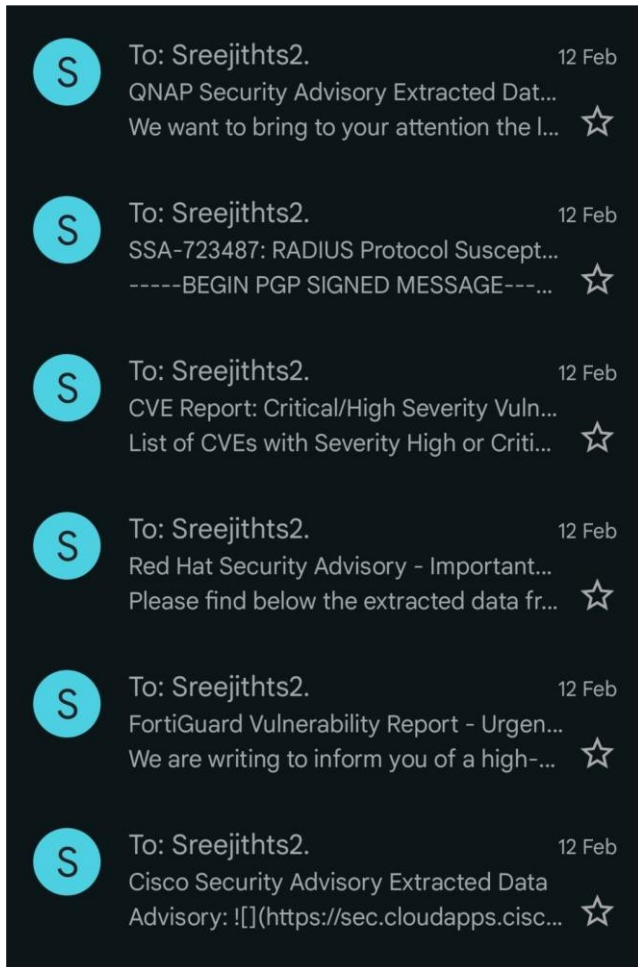 S
To: Sreejithts2.
12 Feb
QNAP Security Advisory Extracted Dat...
We want to bring to your attention the l...
S
To: Sreejithts2.
12 Feb
SSA-723487: RADIUS Protocol Suscept...
-----BEGIN PGP SIGNED MESSAGE---...
S
To: Sreejithts2.
12 Feb
CVE Report: Critical/High Severity Vuln...
List of CVEs with Severity High or Criti...
S
To: Sreejithts2.
12 Feb
Red Hat Security Advisory - Important...
Please find below the extracted data fr...
S
To: Sreejithts2.
12 Feb
FortiGuard Vulnerability Report - Urgen...
We are writing to inform you of a high-...
S
To: Sreejithts2.
12 Feb
Cisco Security Advisory Extracted Data
Advisory: ![](https://sec.cloudapps.cisc...